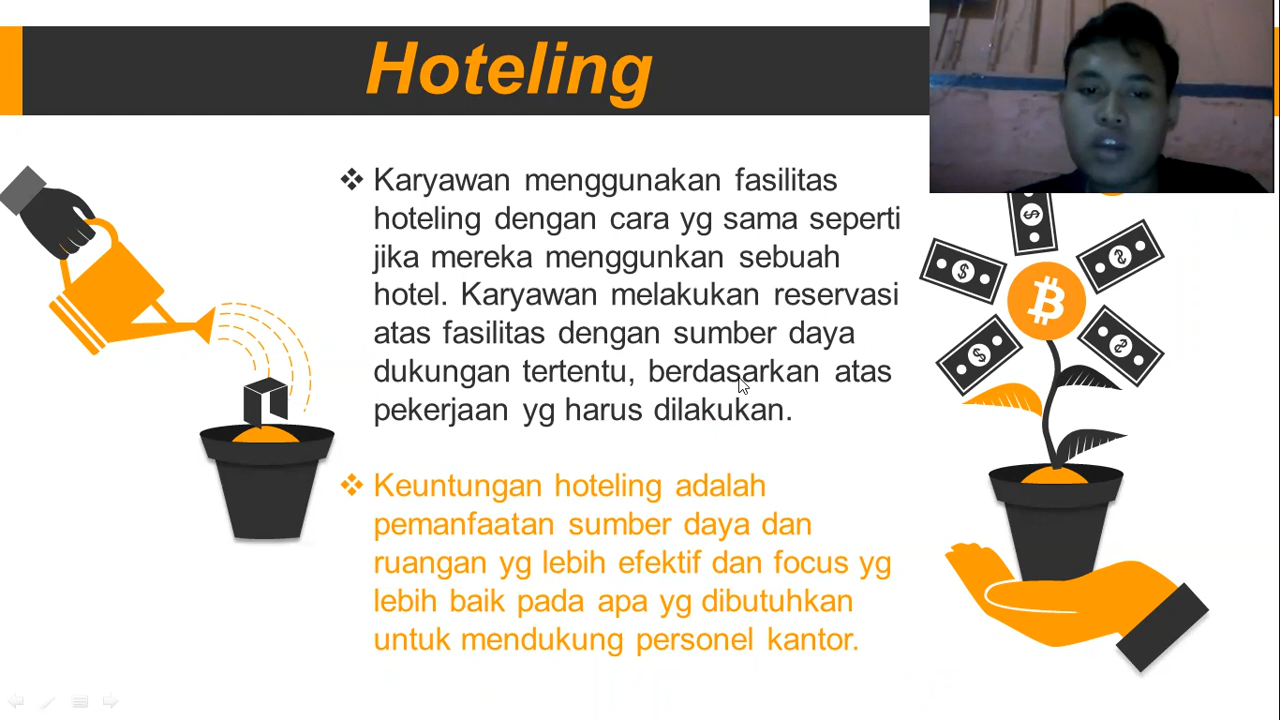 Hoteling
Karyawan menggunakan fasilitas
hoteling dengan cara yg sama seperti
jika mereka menggunkan sebuah
hotel. Karyawan melakukan reservasi
atas fasilitas dengan sumber daya
dukungan tertentu, berdasarkan atas
pekerjaan yg harus dilakukan.
Keuntungan hoteling adalah
pemanfaatan sumber daya dan
ruangan yg lebih efektif dan focus yg
lebih baik pada apa yg dibutuhkan
untuk mendukung personel kantor.